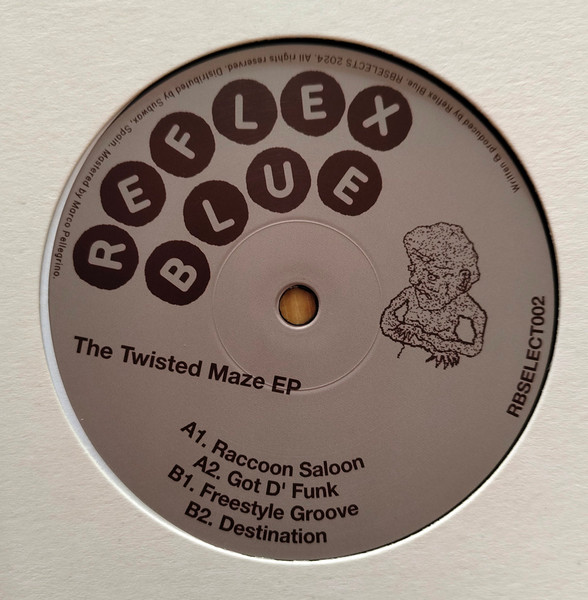 REFLEX
BLUE
Written & produced by Reflex Blue. RBSELECTS 2024. All rights reserved. Distributed by Subwax, Spain. Mastered by Marco Pellegrino.
RBSELECT002
The Twisted Maze EP
A1. Raccoon Saloon
A2. Got D' Funk
B1. Freestyle Groove
B2. Destination